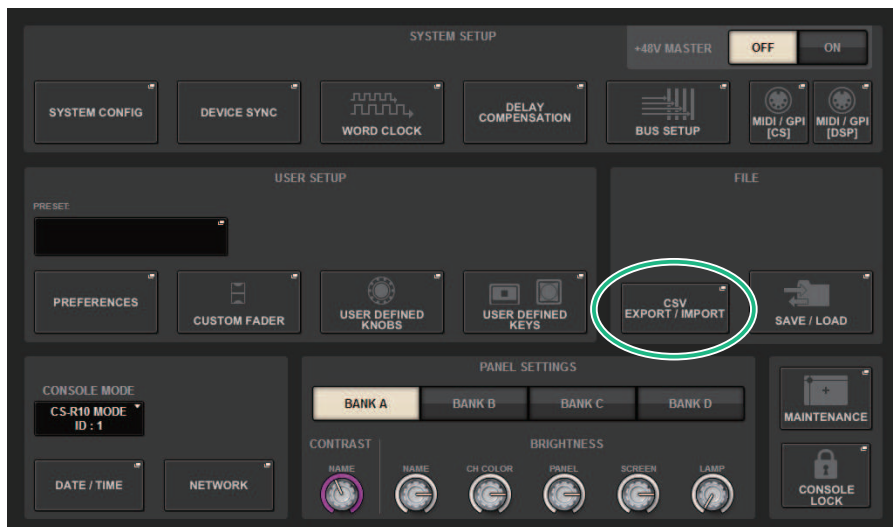 SYSTEM SETUP
+48V MASTER
OFF
ON
SYSTEM CONFIG
DEVICE SYNC
WORD CLOCK
DELAY
COMPENSATION
BUS SETUP
MIDI / GPI
[CS]
MIDI / GPI
[DSP]
USER SETUP
FILE
PRESET
PREFERENCES
CUSTOM FADER
USER DEFINED
KNOBS
USER DEFINED
KEYS
CSV
EXPORT / IMPORT
SAVE / LOAD
CONSOLE MODE
CS-R10 MODE
ID : 1
DATE / TIME
NETWORK
PANEL SETTINGS
BANK A
BANK B
BANK C
BANK D
CONTRAST
BRIGHTNESS
NAME
NAME
CH COLOR
PANEL
SCREEN
LAMP
MAINTENANCE
CONSOLE
LOCK